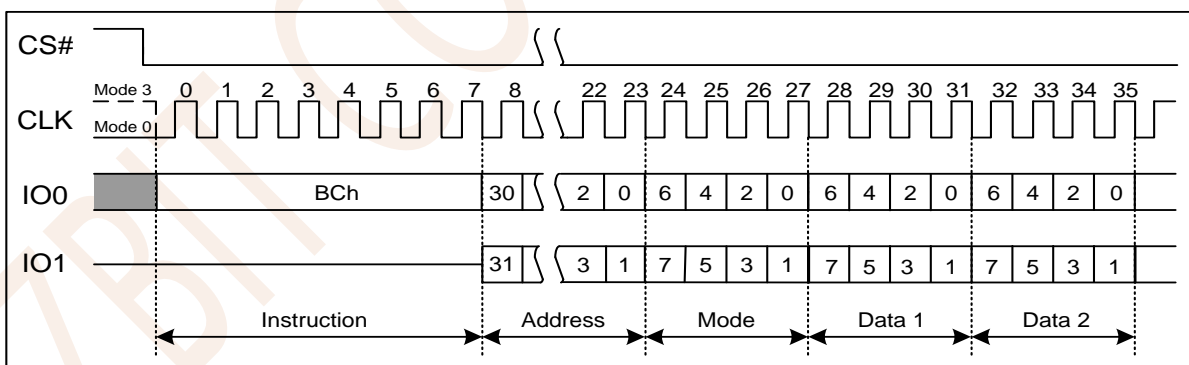 CS#
Mode 3 0 1 2 3 4 5 6 7 8 22 23 24 25 26 27 28 29 30 31 32 33 34 35
CLK
Mode 0
IO0 BCh 30 2 0 6 4 2 0 6 4 2 0 6 4 2 0
IO1 31 3 1 7 5 3 1 7 5 3 1 7 5 3 1
Instruction Address Mode Data 1 Data 2